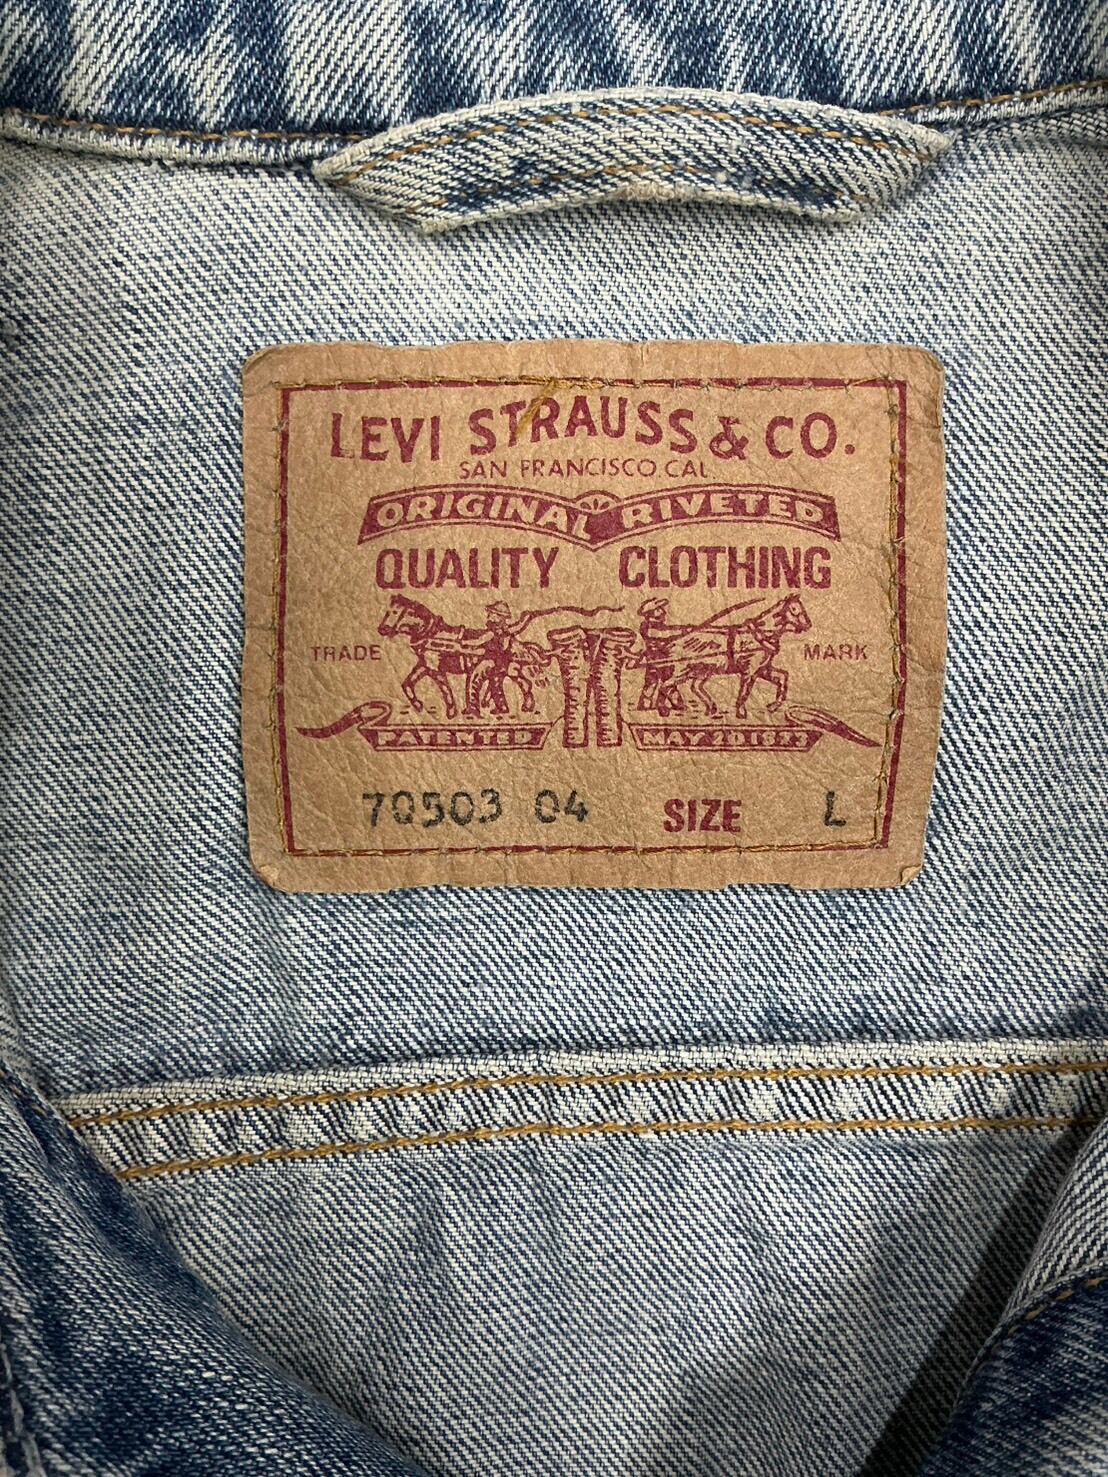 LEVI STRAUSS & CO.
SAN FRANCISCO CAL
ORIGINAL RIVETED
QUALITY CLOTHING
TRADE MARK
PATENTED MAY 20 1873
70503 04 SIZE L